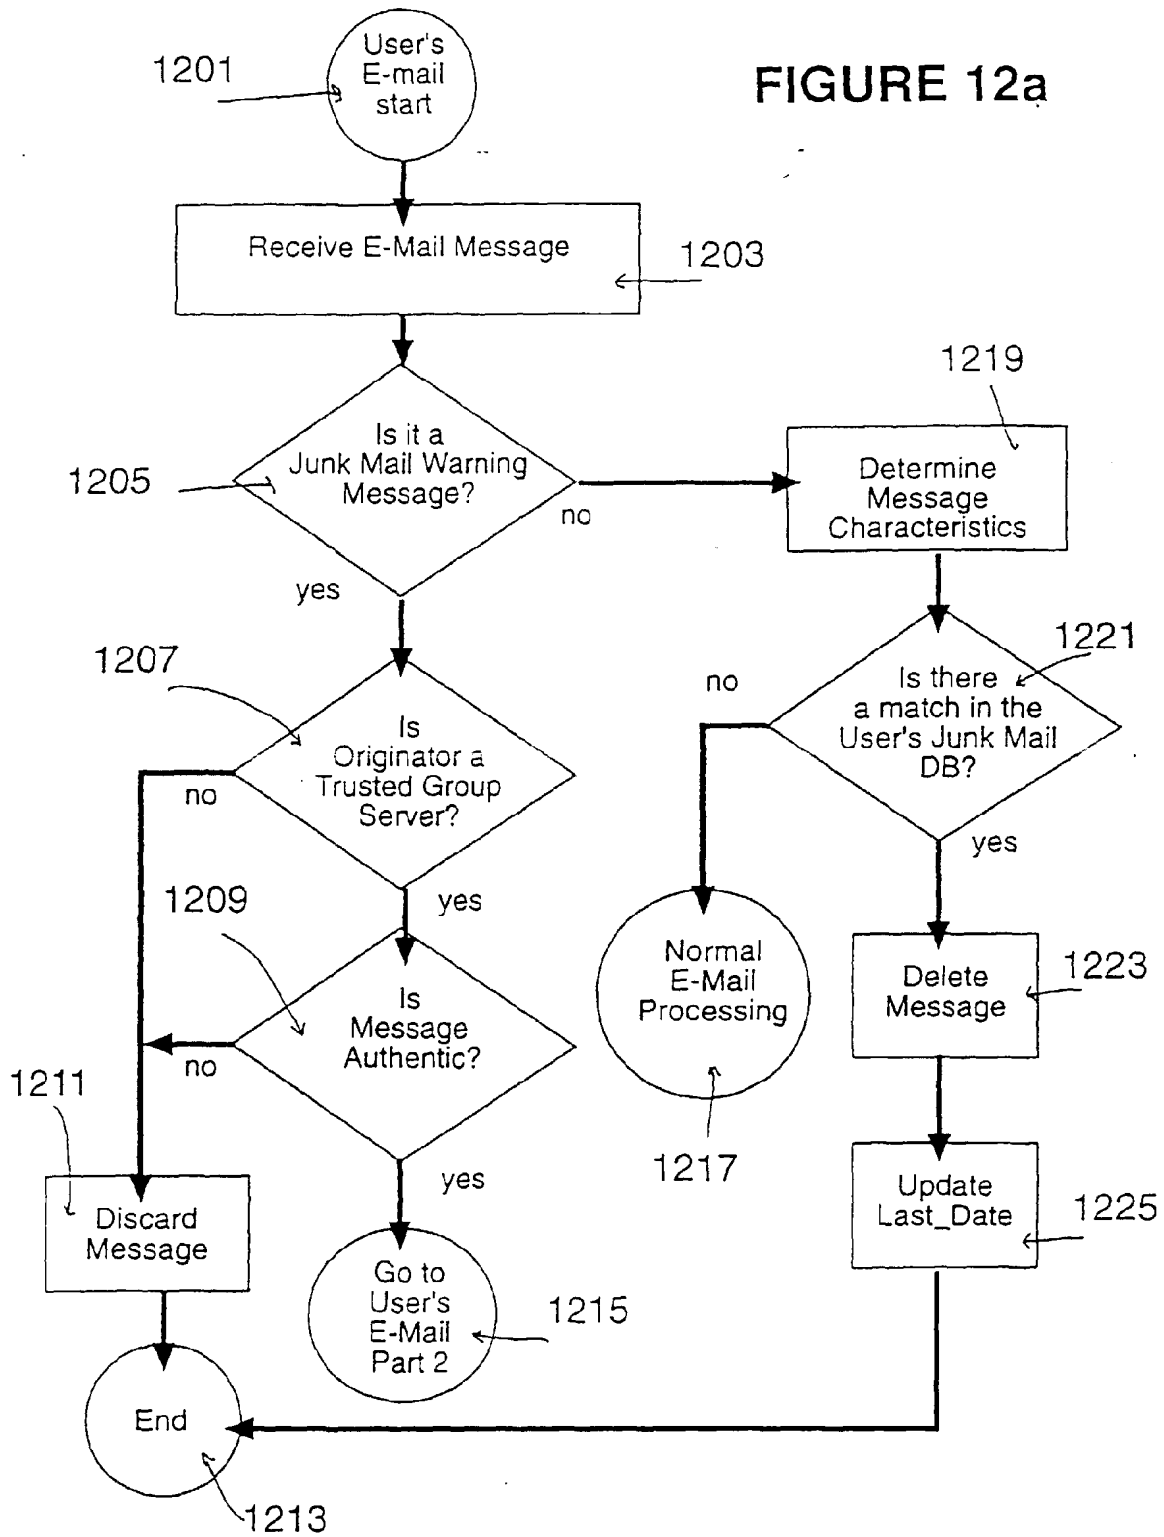 FIGURE 12a
1201
User's
E-mail
start
Receive E-Mail Message
1203
1205
Is it a
Junk Mail Warning
Message?
no
yes
1219
Determine
Message
Characteristics
1207
Is
Originator a
Trusted Group
Server?
no
yes
1221
Is there
a match in the
User's Junk Mail
DB?
no
yes
1209
Is
Message
Authentic?
no
yes
Normal
E-Mail
Processing
1217
Delete
Message
1223
1211
Discard
Message
Go to
User's
E-Mail
Part 2
1215
Update
Last_Date
1225
End
1213